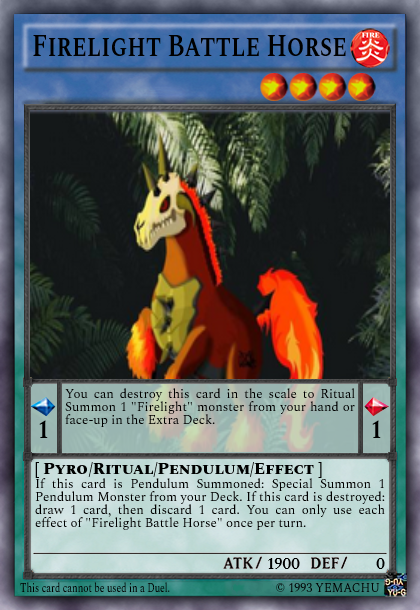 FIRELIGHT BATTLE HORSE
FIRE
炎
You can destroy this card in the scale to Ritual
Summon 1 "Firelight" monster from your hand or
face-up in the Extra Deck.
1
1
[ PYRO/RITUAL/PENDULUM/EFFECT ]
If this card is Pendulum Summoned: Special Summon 1
Pendulum Monster from your Deck. If this card is destroyed:
draw 1 card, then discard 1 card. You can only use each
effect of "Firelight Battle Horse" once per turn.
ATK/ 1900 DEF/ 0
This card cannot be used in a Duel.
© 1993 YEMACHU